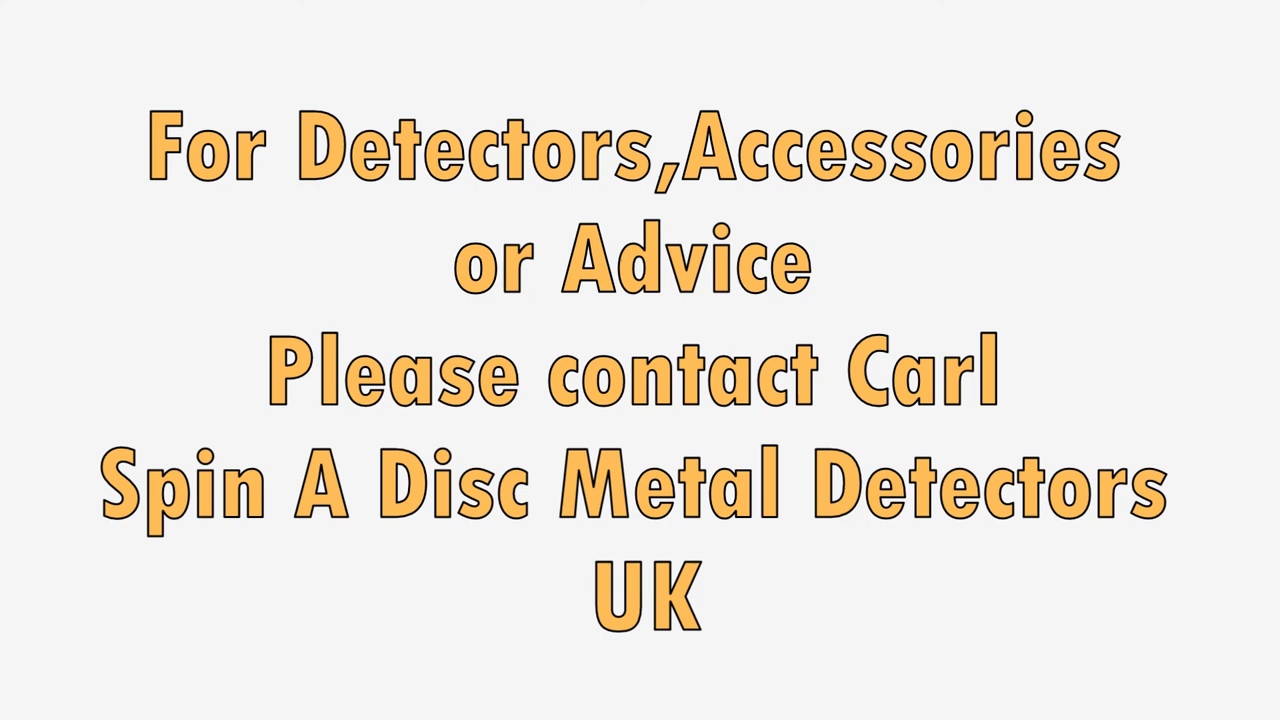 For Detectors,Accessories
or Advice
Please contact Carl
Spin A Disc Metal Detectors
UK